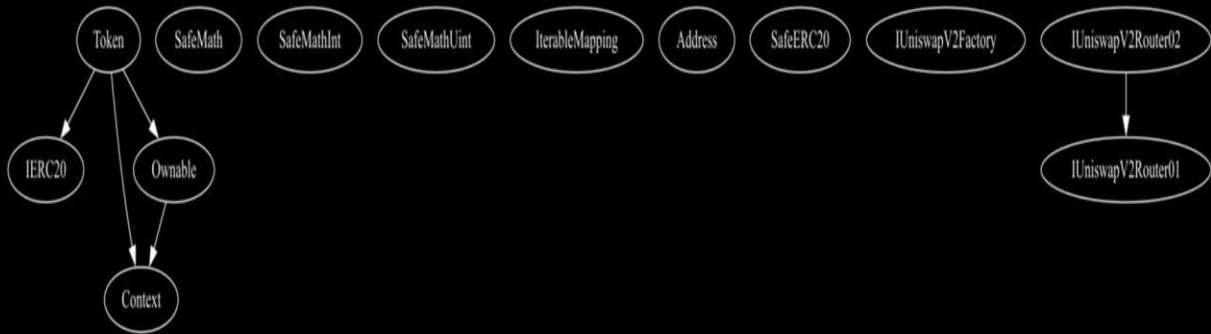 Token
SafeMath
SafeMathInt
SafeMathUint
IterableMapping
Address
SafeERC20
IUniswapV2Factory
IUniswapV2Router02
IERC20
Ownable
IUniswapV2Router01
Context